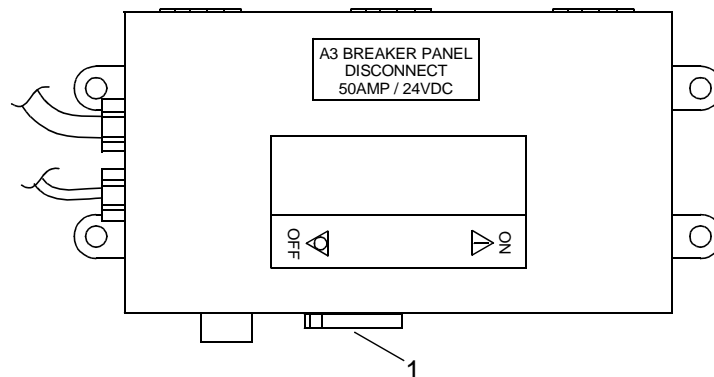 A3 BREAKER PANEL
DISCONNECT
50AMP / 24VDC
OFF
ON
1